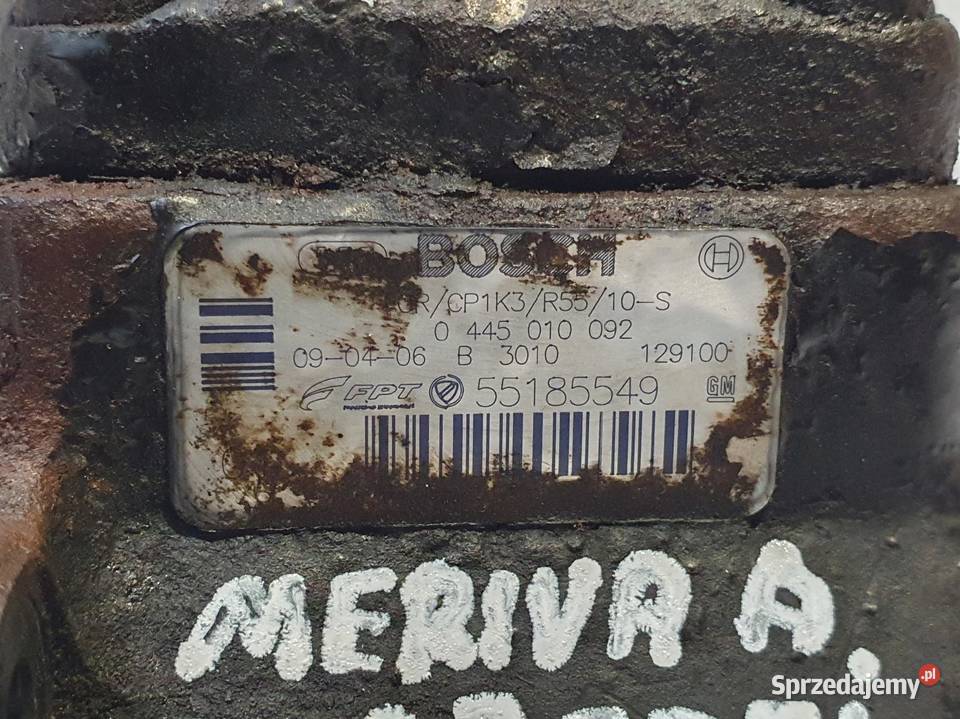 BOSCH
CR/CP1K3/R55/10-S
0 445 010 092
09-04-06 B 3010 129100
FPT 55185549 GM
MERIVA A
Sprzedajemy.pl